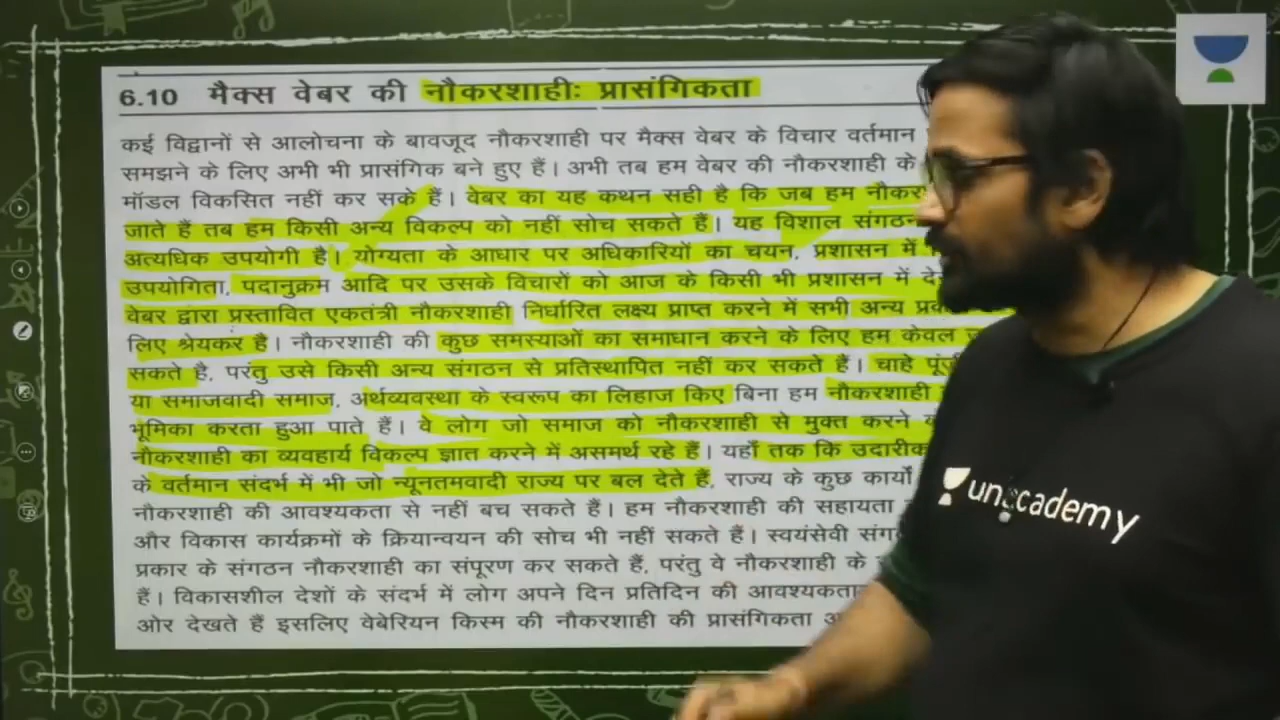 6.10 मैक्स वेबर की नौकरशाहीः प्रासंगिकता
कई विद्वानों से आलोचना के बावजूद नौकरशाही पर मैक्स वेबर के विचार वर्तमान
समझने के लिए अभी भी प्रासंगिक बने हुए हैं। अभी तब हम वेबर की नौकरशाही के
मॉडल विकसित नहीं कर सके हैं। वेबर का यह कथन सही है कि जब हम
जाते हैं तब हम किसी अन्य विकल्प को नहीं सोच सकते हैं। यह विशाल
अत्यधिक उपयोगी है। योग्यता के आधार पर अधिकारियों का चयन, प्रशासन में
उपयोगिता, पदानुक्रम आदि पर उसके विचारों को आज के किसी भी प्रशासन में
वेबर द्वारा प्रस्तावित एकतंत्री नौकरशाही निर्धारित लक्ष्य प्राप्त करने में सभी अन्य
लिए श्रेयकर है। नौकरशाही की कुछ समस्याओं का समाधान करने के लिए हम केवल
सकते है, परंतु उसे किसी अन्य संगठन से प्रतिस्थापित नहीं कर सकते हैं। चाहे
या समाजवादी समाज, अर्थव्यवस्था के स्वरूप का लिहाज किए बिना हम नौकरशाही
भूमिका करता हुआ पाते हैं। वे लोग जो समाज को नौकरशाही से मुक्त करने
नौकरशाही का व्यवहार्य विकल्प ज्ञात करने में असमर्थ रहे हैं। यहाँ तक कि
के वर्तमान संदर्भ में भी जो न्यूनतमवादी राज्य पर बल देते हैं, राज्य के कुछ कार्यों
नौकरशाही की आवश्यकता से नहीं बच सकते हैं। हम नौकरशाही की सहायता
और विकास कार्यक्रमों के क्रियान्वयन की सोच भी नहीं सकते हैं। स्वयंसेवी
प्रकार के संगठन नौकरशाही का संपूरण कर सकते हैं, परंतु वे नौकरशाही के
हैं। विकासशील देशों के संदर्भ में लोग अपने दिन प्रतिदिन की
ओर देखते हैं इसलिए वेबेरियन किस्म की नौकरशाही की प्रासंगिकता
unacademy